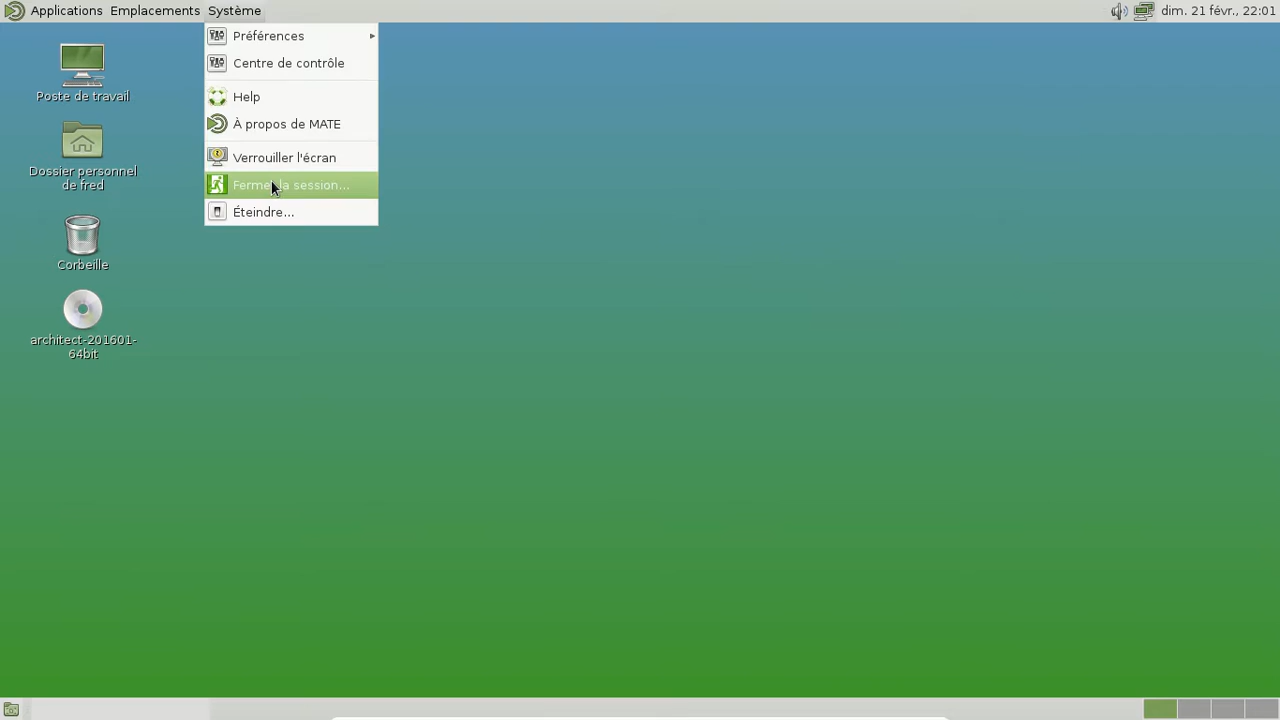 Applications Emplacements Système
dim. 21 févr., 22:01
Préférences
Centre de contrôle
Help
À propos de MATE
Verrouiller l'écran
Fermer la session...
Éteindre...
Poste de travail
Dossier personnel
de fred
Corbeille
architect-201601-
64bit